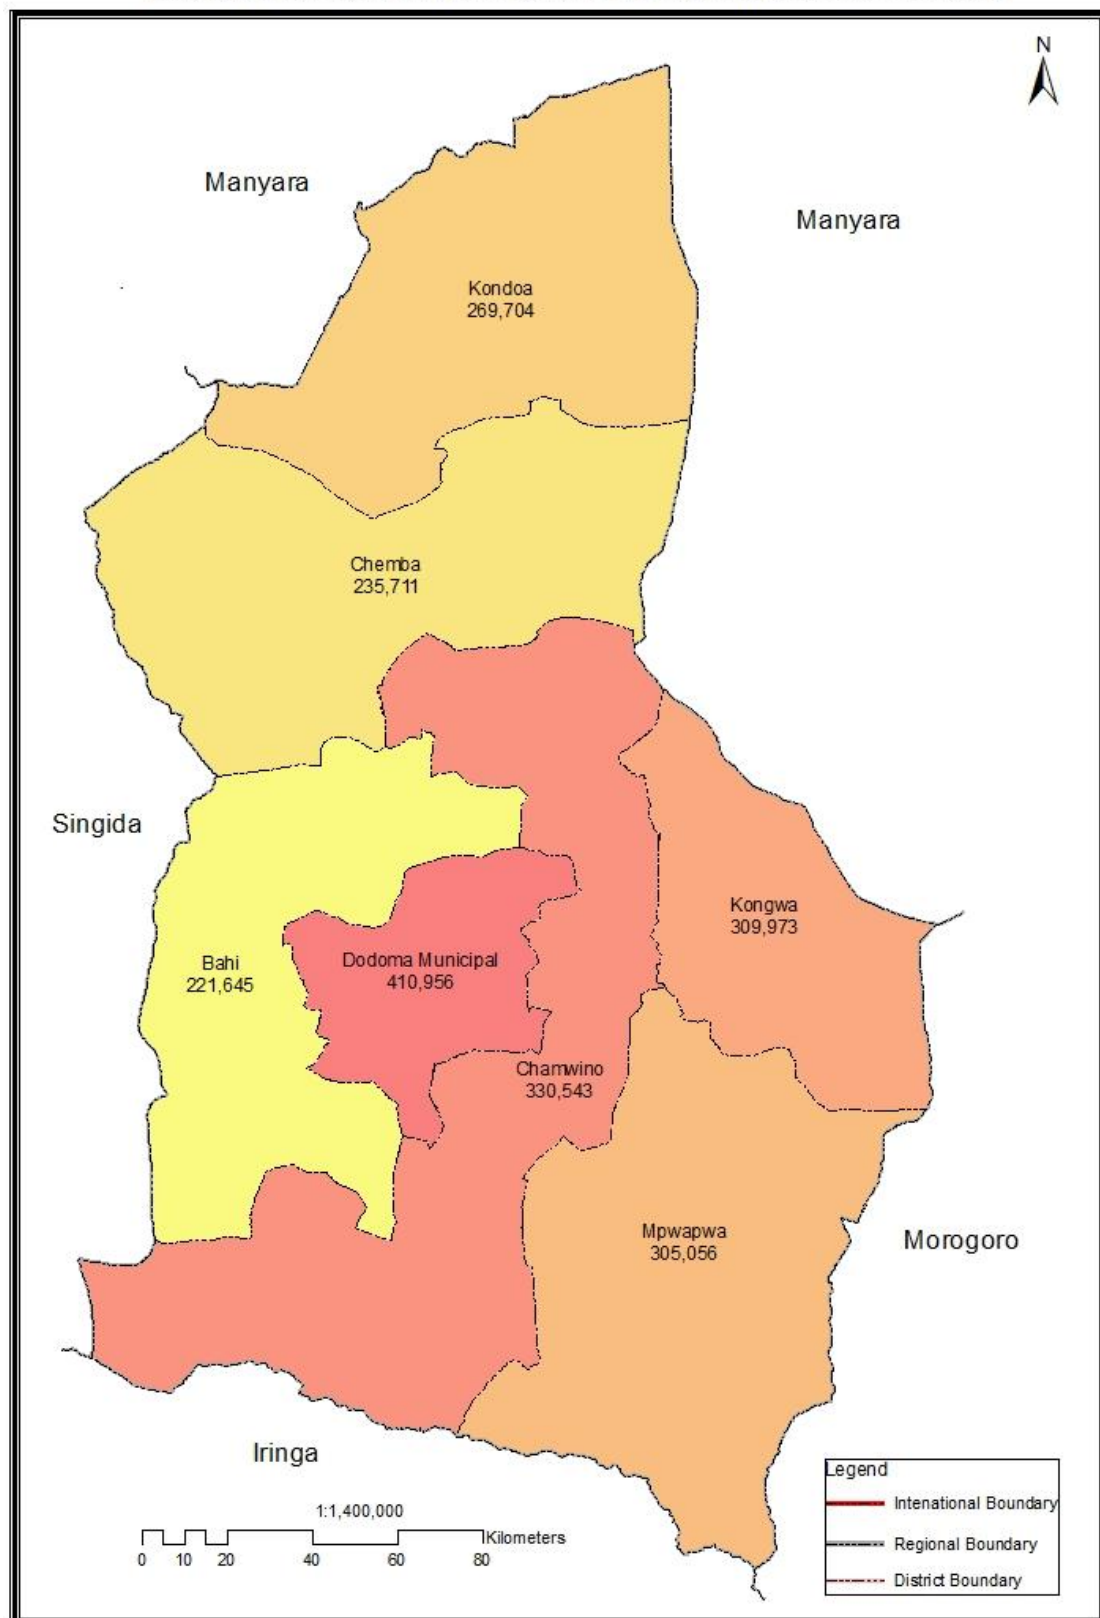 N
Manyara
Manyara
Kondoa
269,704
Chemba
235,711
Singida
Kongwa
309,973
Bahi
221,645
Dodoma Municipal
410,956
Chamwino
330,543
Mpwapwa
305,056
Morogoro
Iringa
1:1,400,000
Kilometers
0 10 20 40 60 80
Legend
Intenational Boundary
Regional Boundary
District Boundary